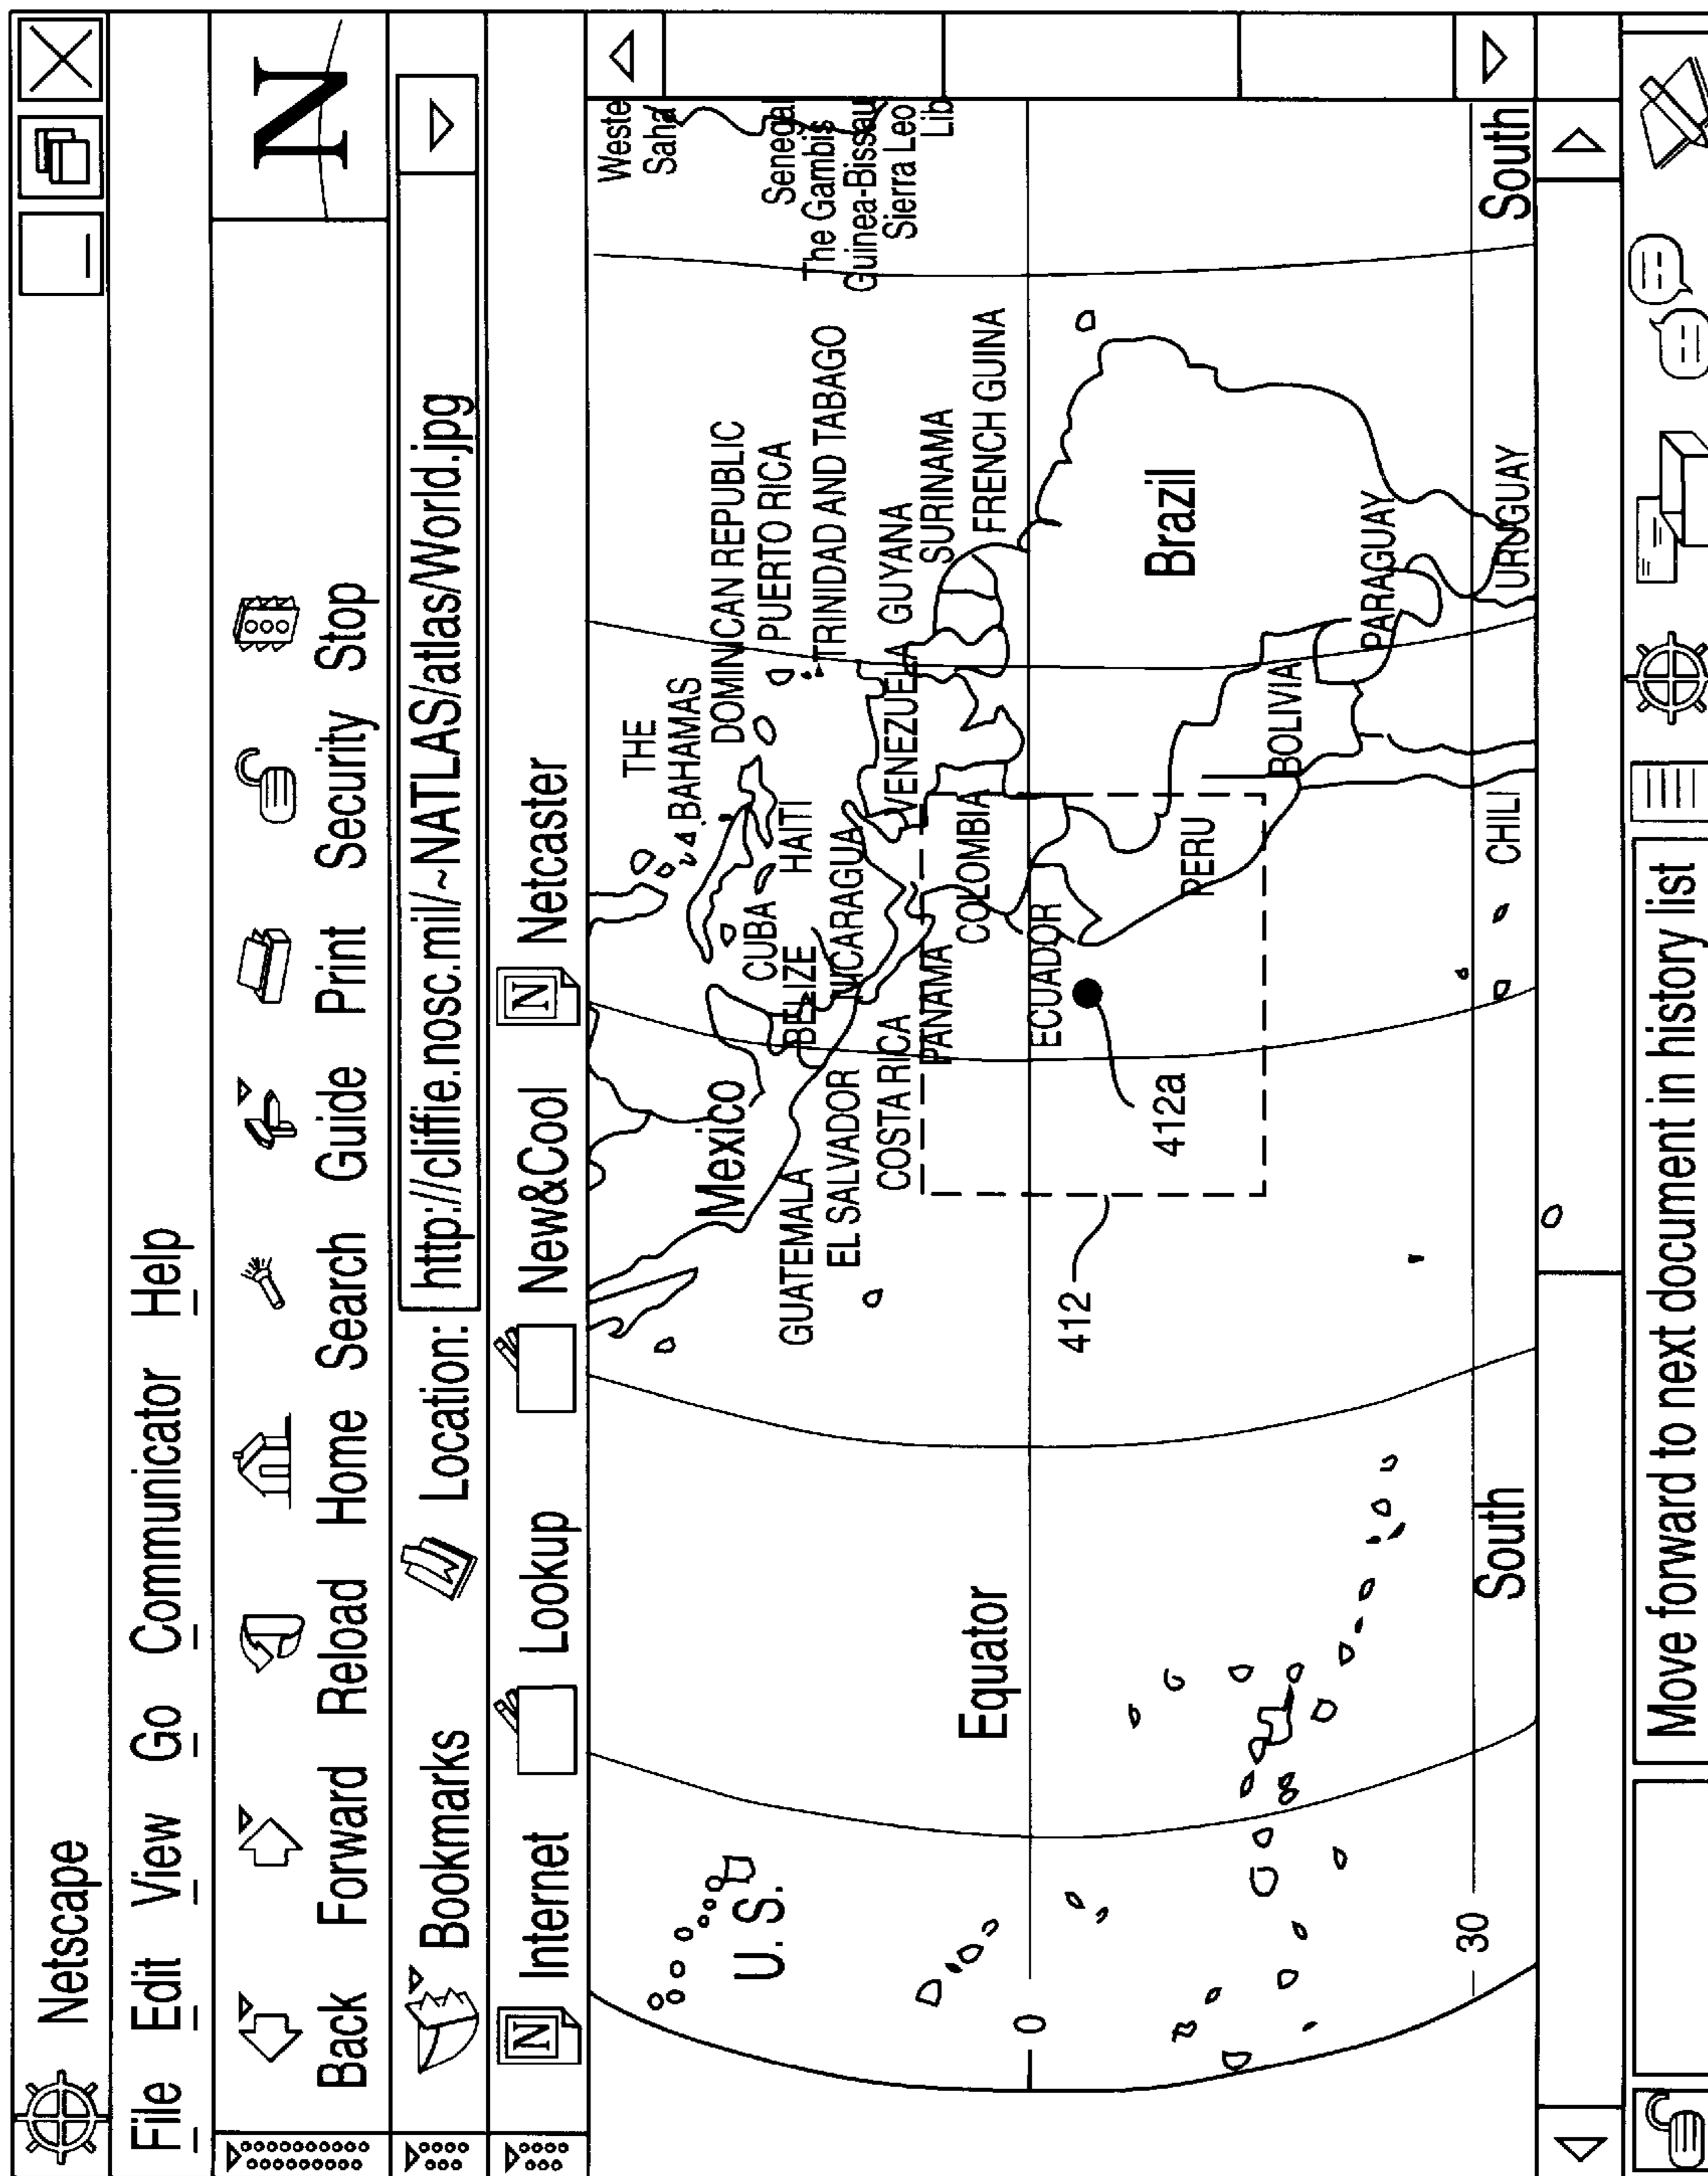 Netscape
File Edit View Go Communicator Help
Back Forward Reload Home Search Guide Print Security Stop
N
Bookmarks Location: http://cliffie.nosc.mil/~NATLAS/atlas/World.jpg
N Internet Lookup New&Cool N Netcaster
Weste
Saha
THE
BAHAMAS
DOMINICAN REPUBLIC
PUERTO RICA
TRINIDAD AND TABAGO
Senegal
The Gambis
Guinea-Bissau
Sierra Leo
Lib
U. S.
Mexico
CUBA
HAITI
BELIZE
GUATEMALA
NICARAGUA
EL SALVADOR
COSTA RICA
VENEZUELA
GUYANA
SURINAMA
FRENCH GUINA
PANAMA
COLOMBIA
Equator
0
ECUADOR
412
412a
Brazil
PERU
BOLIVIA
PARAGUAY
30
South
CHILI
URUGUAY
South
Move forward to next document in history list